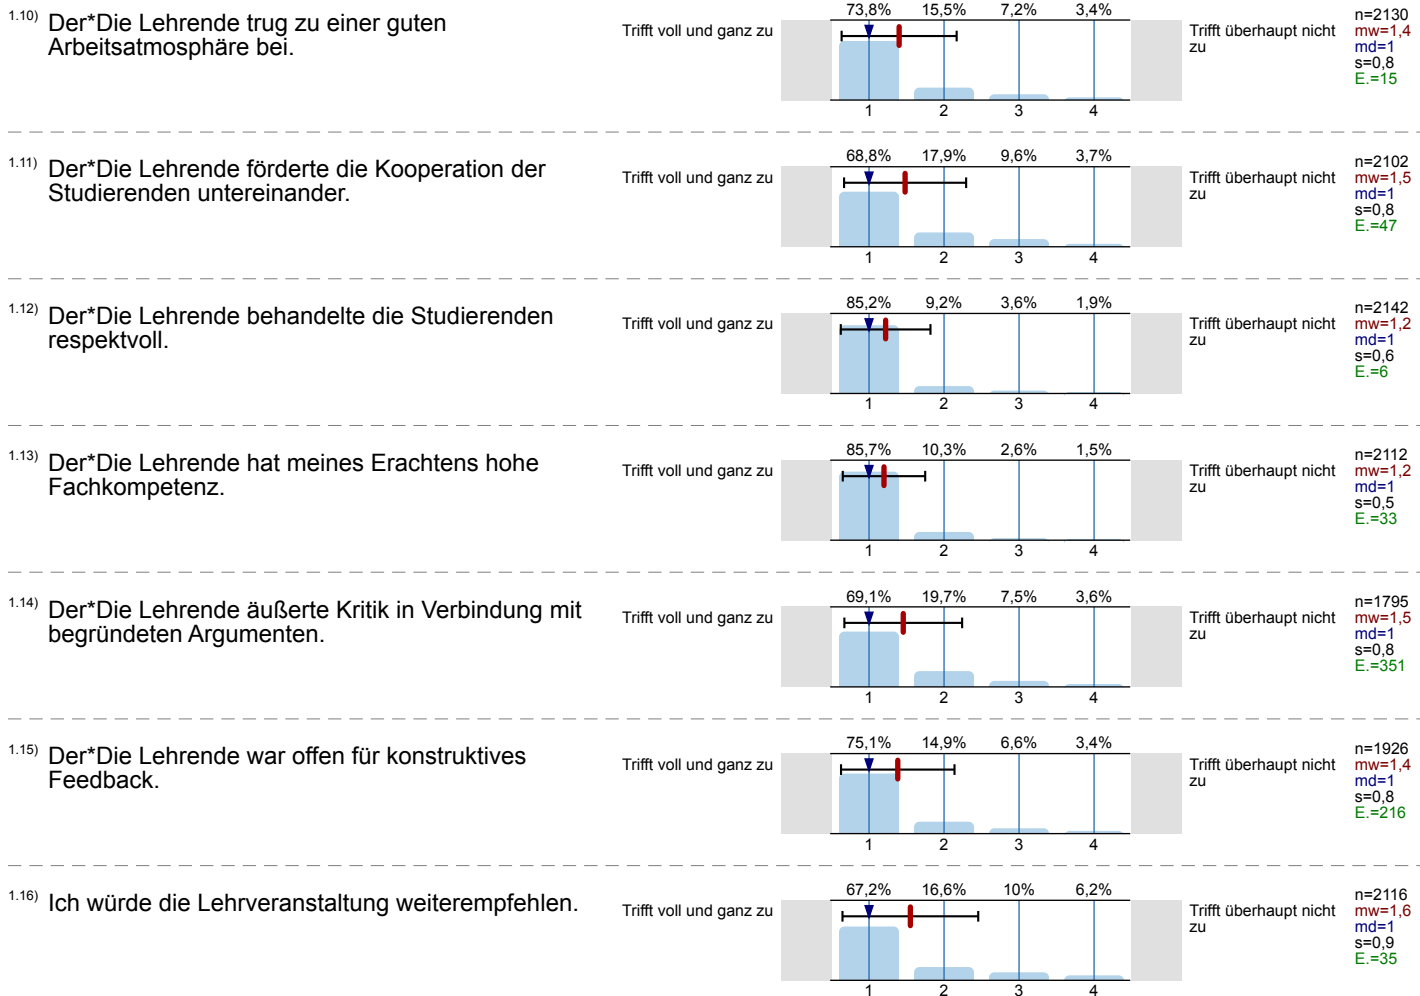 1.10) Der*Die Lehrende trug zu einer guten
Arbeitsatmosphäre bei.
Trifft voll und ganz zu
73,8% 15,5% 7,2% 3,4%
1 2 3 4
Trifft überhaupt nicht
zu
n=2130
mw=1,4
md=1
s=0,8
E.=15
1.11) Der*Die Lehrende förderte die Kooperation der
Studierenden untereinander.
Trifft voll und ganz zu
68,8% 17,9% 9,6% 3,7%
1 2 3 4
Trifft überhaupt nicht
zu
n=2102
mw=1,5
md=1
s=0,8
E.=47
1.12) Der*Die Lehrende behandelte die Studierenden
respektvoll.
Trifft voll und ganz zu
85,2% 9,2% 3,6% 1,9%
1 2 3 4
Trifft überhaupt nicht
zu
n=2142
mw=1,2
md=1
s=0,6
E.=6
1.13) Der*Die Lehrende hat meines Erachtens hohe
Fachkompetenz.
Trifft voll und ganz zu
85,7% 10,3% 2,6% 1,5%
1 2 3 4
Trifft überhaupt nicht
zu
n=2112
mw=1,2
md=1
s=0,5
E.=33
1.14) Der*Die Lehrende äußerte Kritik in Verbindung mit
begründeten Argumenten.
Trifft voll und ganz zu
69,1% 19,7% 7,5% 3,6%
1 2 3 4
Trifft überhaupt nicht
zu
n=1795
mw=1,5
md=1
s=0,8
E.=351
1.15) Der*Die Lehrende war offen für konstruktives
Feedback.
Trifft voll und ganz zu
75,1% 14,9% 6,6% 3,4%
1 2 3 4
Trifft überhaupt nicht
zu
n=1926
mw=1,4
md=1
s=0,8
E.=216
1.16) Ich würde die Lehrveranstaltung weiterempfehlen.
Trifft voll und ganz zu
67,2% 16,6% 10% 6,2%
1 2 3 4
Trifft überhaupt nicht
zu
n=2116
mw=1,6
md=1
s=0,9
E.=35